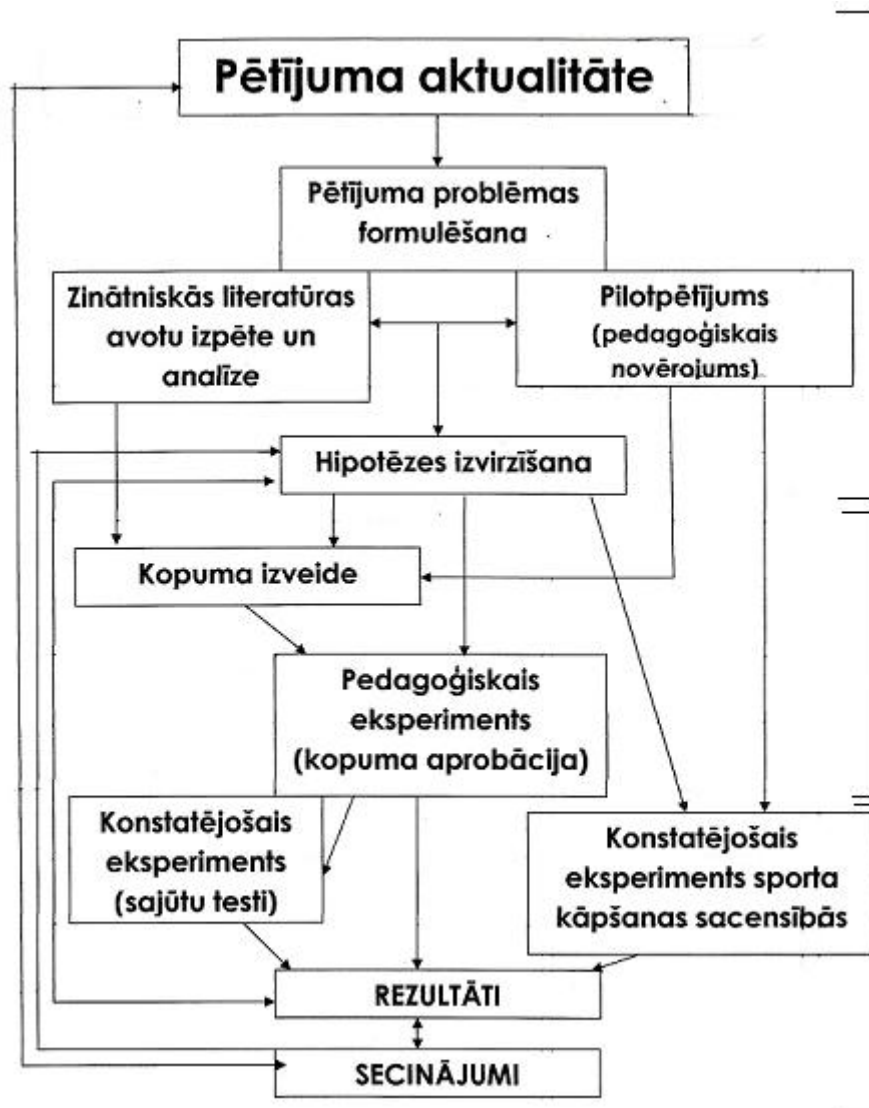 Pētījuma aktualitāte
Pētījuma problēmas
formulēšana
Zinātniskās literatūras
avotu izpēte un
analīze
Pilotpētījums
(pedagoģiskais
novērojums)
Hipotēzes izvirzīšana
Kopuma izveide
Pedagoģiskais
eksperiments
(kopuma aprobācija)
Konstatējošais
eksperiments
(sajūtu testi)
Konstatējošais
eksperiments sporta
kāpšanas sacensībās
REZULTĀTI
SECINĀJUMI